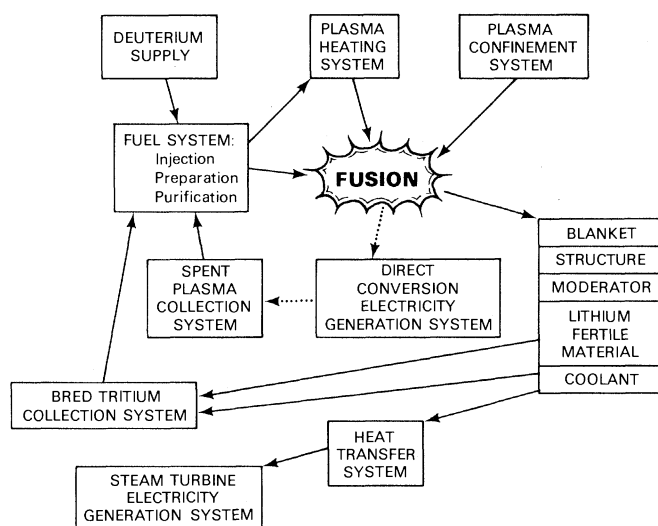 DEUTERIUM
SUPPLY
PLASMA
HEATING
SYSTEM
PLASMA
CONFINEMENT
SYSTEM
FUEL SYSTEM:
Injection
Preparation
Purification
FUSION
BLANKET
STRUCTURE
MODERATOR
LITHIUM
FERTILE
MATERIAL
COOLANT
SPENT
PLASMA
COLLECTION
SYSTEM
DIRECT
CONVERSION
ELECTRICITY
GENERATION SYSTEM
BRED TRITIUM
COLLECTION SYSTEM
HEAT
TRANSFER
SYSTEM
STEAM TURBINE
ELECTRICITY
GENERATION SYSTEM